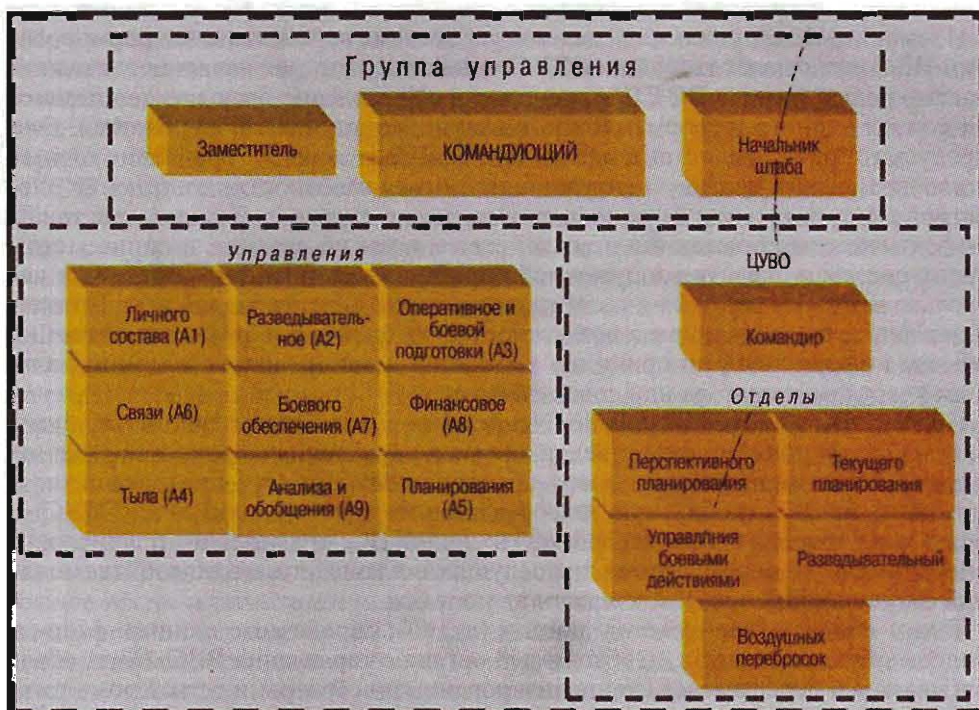 Группа управления
Заместитель
КОМАНДУЮЩИЙ
Начальник
штаба
Управления
Личного
состава (А1)
Разведыватель-
ное (А2)
Оперативное и
боевой
подготовки (А3)
Связи (А6)
Боевого
обеспечения (А7)
Финансовое
(А8)
Тыла (А4)
Анализа и
обобщения (А9)
Планирования
(А5)
ЦУВО
Командир
Отделы
Перспективного
планирования
Текущего
планирования
Управлния
боевыми
действиями
Разведывательный
Воздушных
перебросок